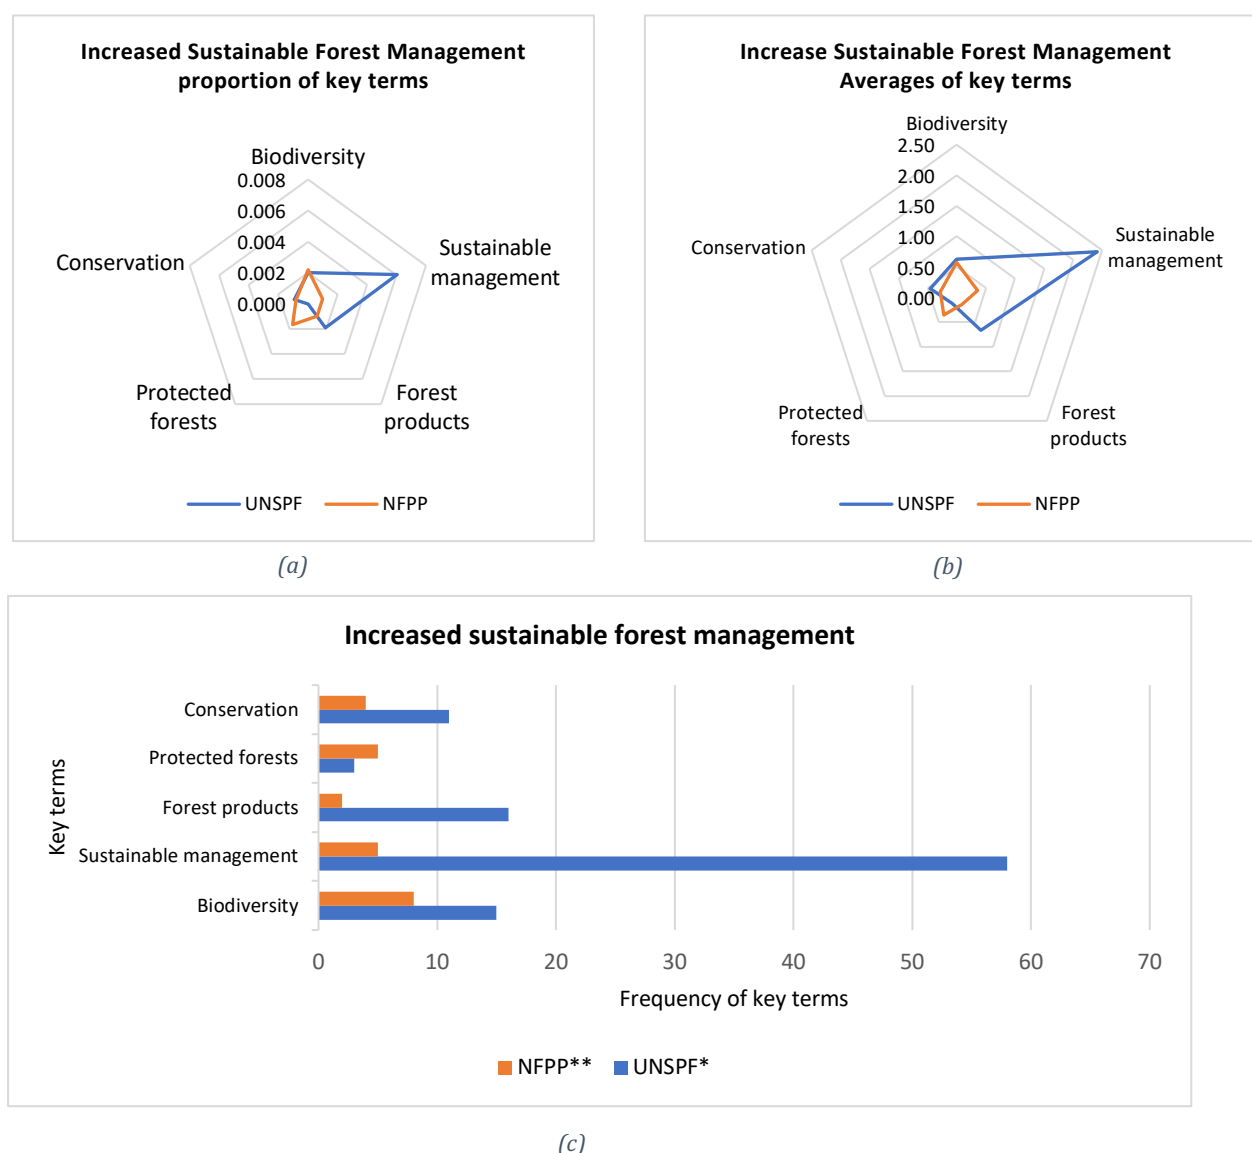 Increased Sustainable Forest Management
proportion of key terms
Biodiversity
0.008
0.006
0.004
0.002
0.000
Sustainable
management
Conservation
Protected
forests
Forest
products
UNSPF
NFPP
(a)
Increase Sustainable Forest Management
Averages of key terms
Biodiversity
2.50
2.00
1.50
1.00
0.50
0.00
Sustainable
management
Conservation
Protected
forests
Forest
products
UNSPF
NFPP
(b)
Increased sustainable forest management
Key terms
Conservation
Protected forests
Forest products
Sustainable management
Biodiversity
0 10 20 30 40 50 60 70
Frequency of key terms
NFPP** UNSPF*
(c)